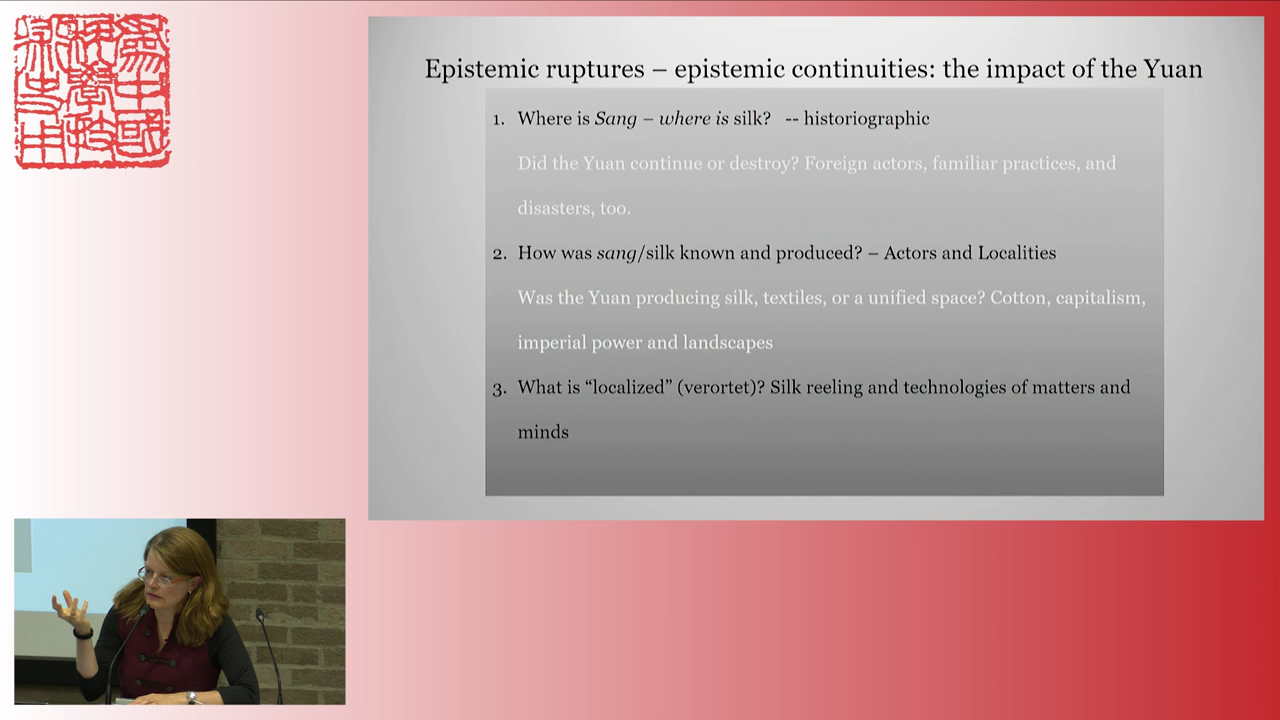 Epistemic ruptures – epistemic continuities: the impact of the Yuan
1. Where is Sang – where is silk? -- historiographic
Did the Yuan continue or destroy? Foreign actors, familiar practices, and
disasters, too.
2. How was sang/silk known and produced? – Actors and Localities
Was the Yuan producing silk, textiles, or a unified space? Cotton, capitalism,
imperial power and landscapes
3. What is “localized” (verortet)? Silk reeling and technologies of matters and
minds